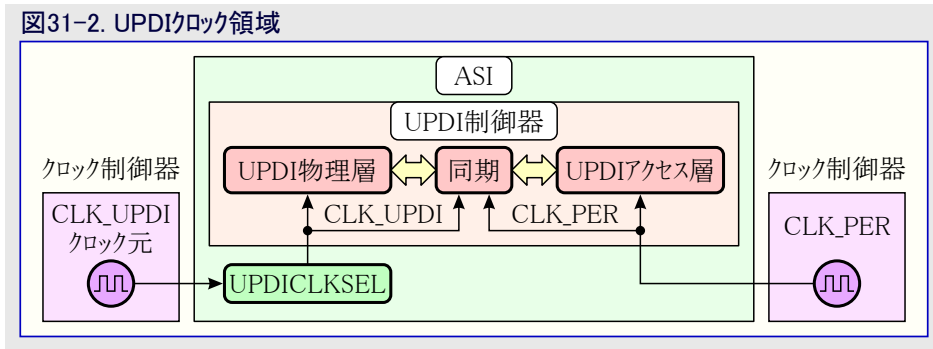 図31-2. UPDIｸﾛｯｸ領域
ASI
UPDI制御器
UPDI物理層
同期
UPDIｱｸｾｽ層
ｸﾛｯｸ制御器
CLK_UPDI
ｸﾛｯｸ元
CLK_UPDI
CLK_PER
UPDICLKSEL
ｸﾛｯｸ制御器
CLK_PER